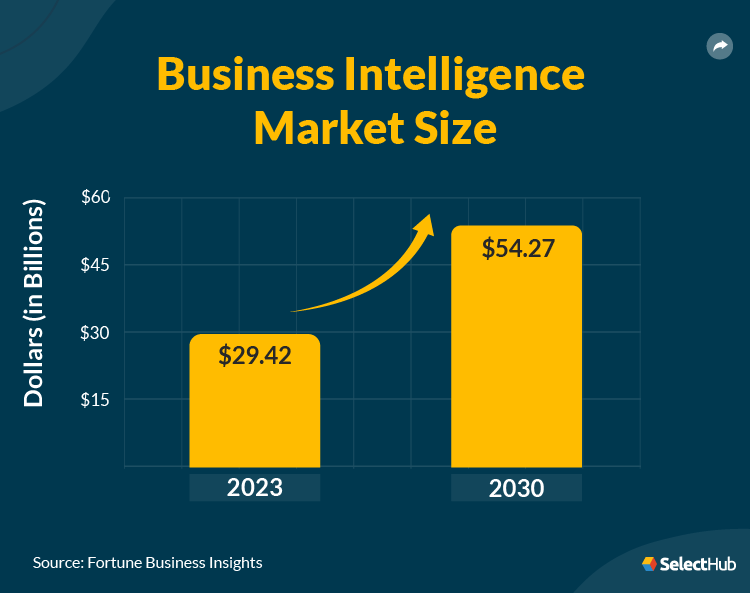 Business Intelligence
Market Size
Dollars (in Billions)
$60
$45
$30
$15
$29.42
$54.27
2023
2030
Source: Fortune Business Insights
SelectHub